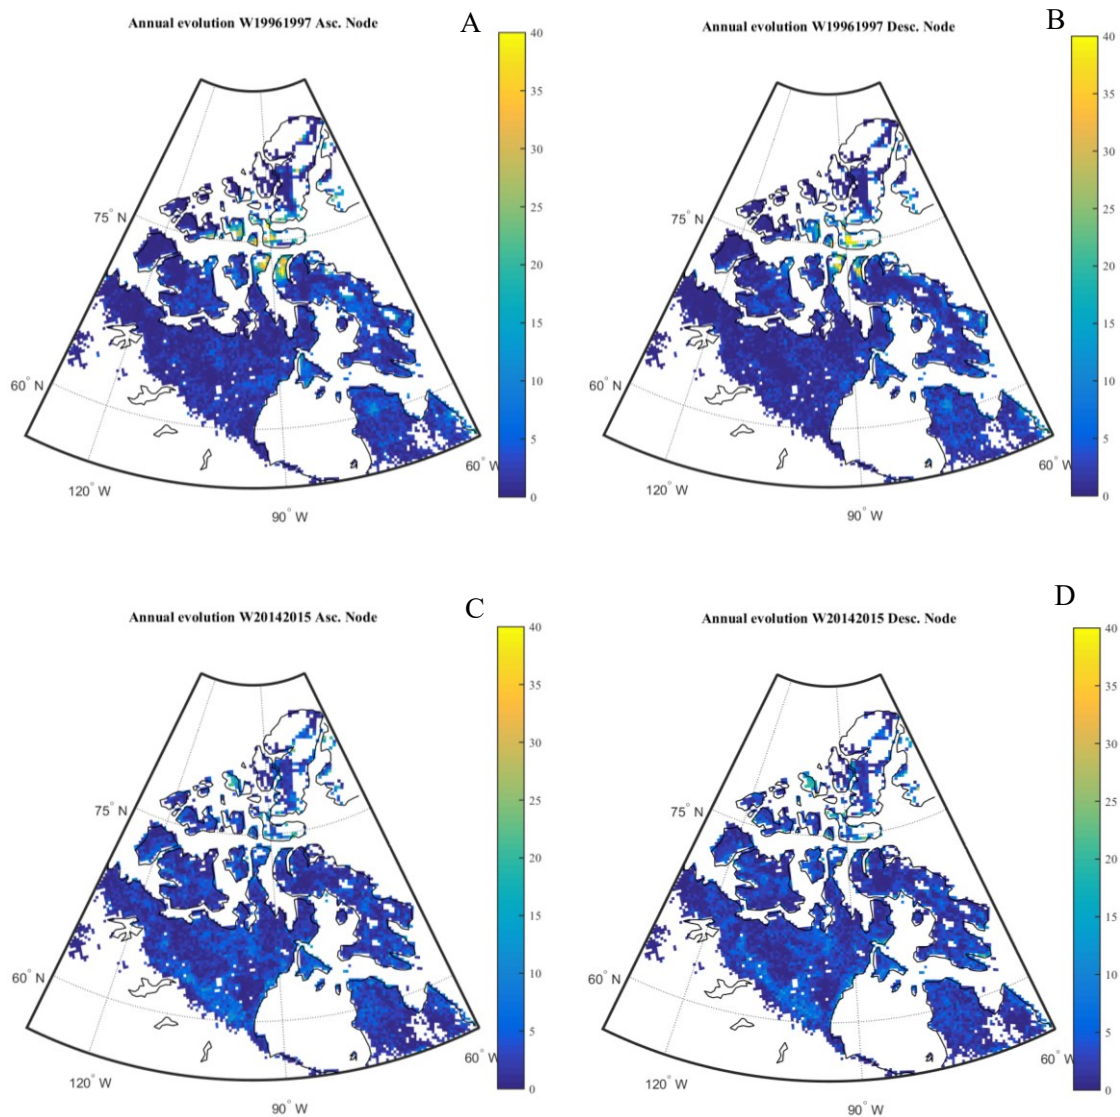 Annual evolution W19961997 Asc. Node
A
40
35
30
25
20
15
10
5
0
75° N
60° N
120° W
90° W
60° W
Annual evolution W19961997 Desc. Node
B
40
35
30
25
20
15
10
5
0
75° N
60° N
120° W
90° W
60° W
Annual evolution W20142015 Asc. Node
C
40
35
30
25
20
15
10
5
0
75° N
60° N
120° W
90° W
60° W
Annual evolution W20142015 Desc. Node
D
40
35
30
25
20
15
10
5
0
75° N
60° N
120° W
90° W
60° W